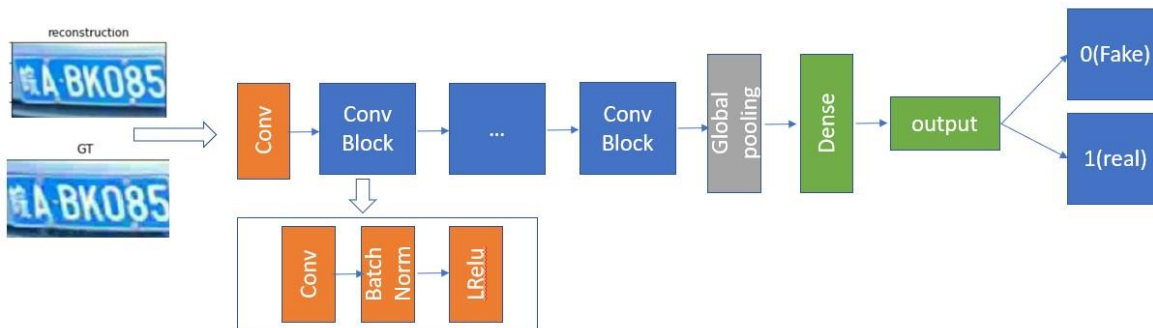 reconstruction
皖A·BK085
GT
皖A·BK085
Conv
Conv
Block
...
Conv
Block
Global
pooling
Dense
output
0(Fake)
1(real)
Conv
Batch
Norm
LRelu